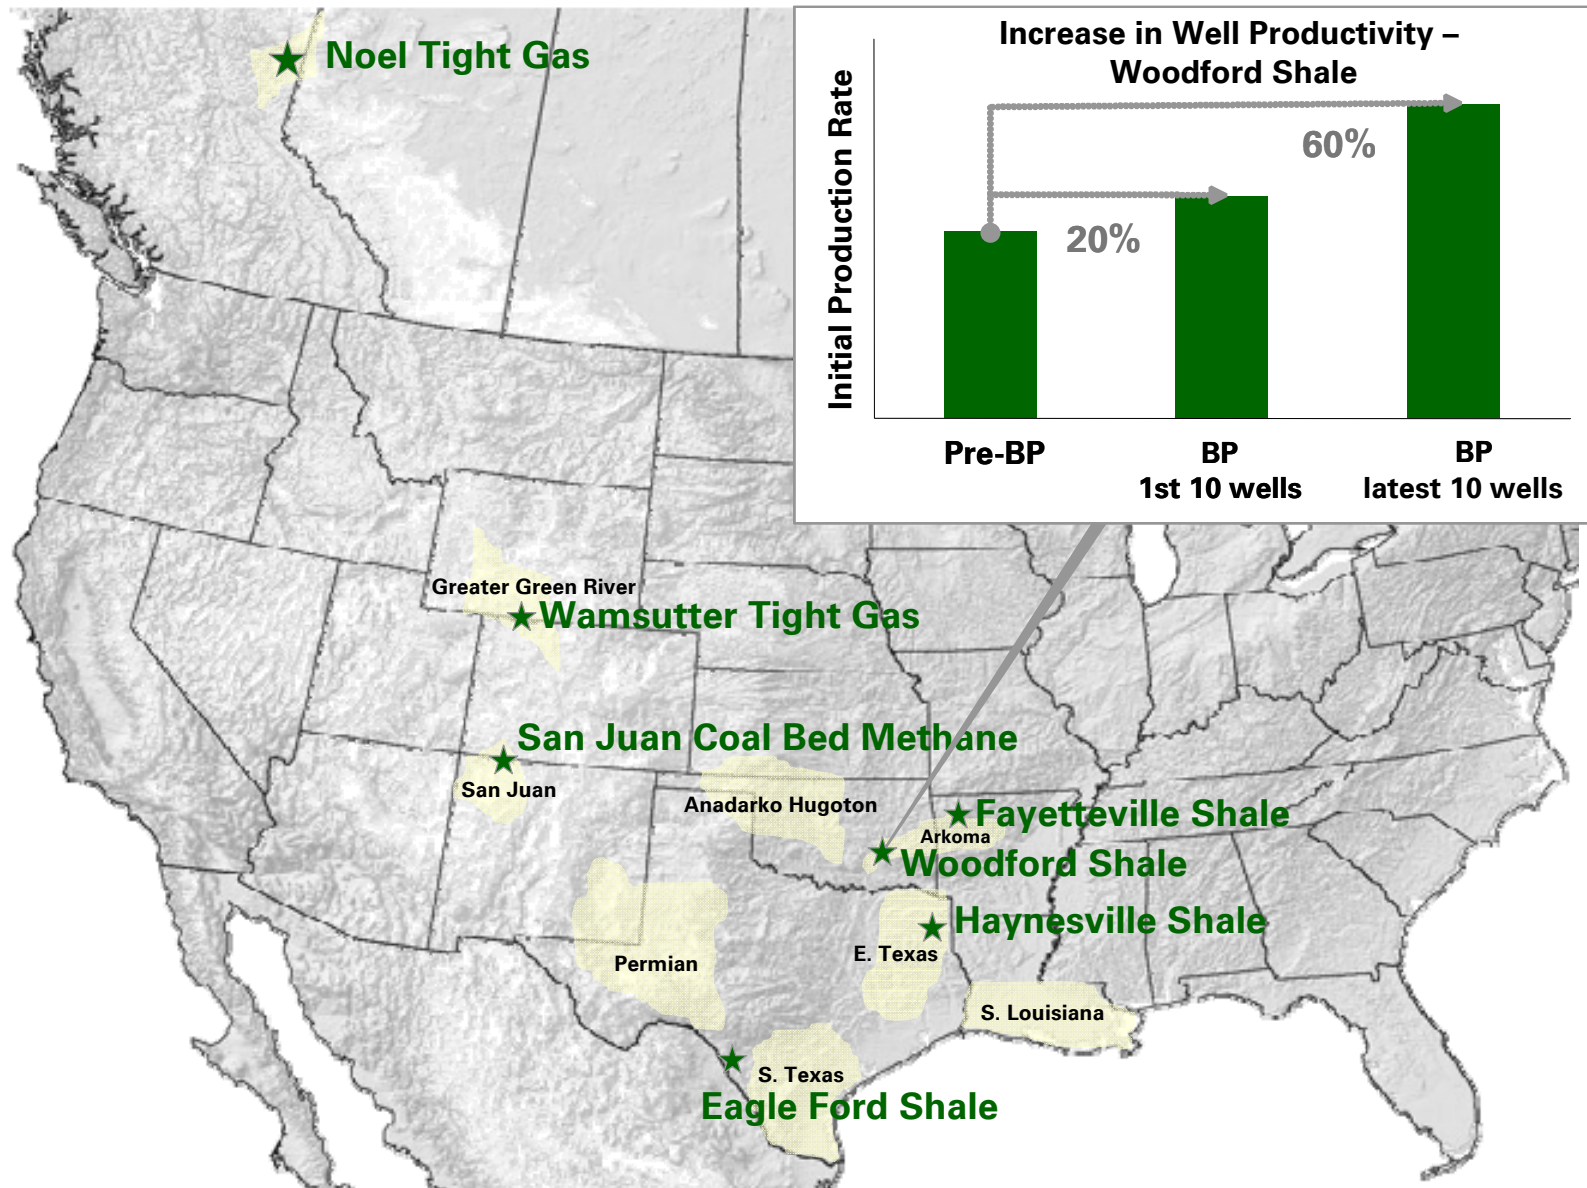 Noel Tight Gas
Increase in Well Productivity –
Woodford Shale
Initial Production Rate
60%
20%
Pre-BP
BP
1st 10 wells
BP
latest 10 wells
Greater Green River
Wamsutter Tight Gas
San Juan Coal Bed Methane
San Juan
Anadarko Hugoton
Fayetteville Shale
Arkoma
Woodford Shale
Haynesville Shale
E. Texas
Permian
S. Louisiana
S. Texas
Eagle Ford Shale